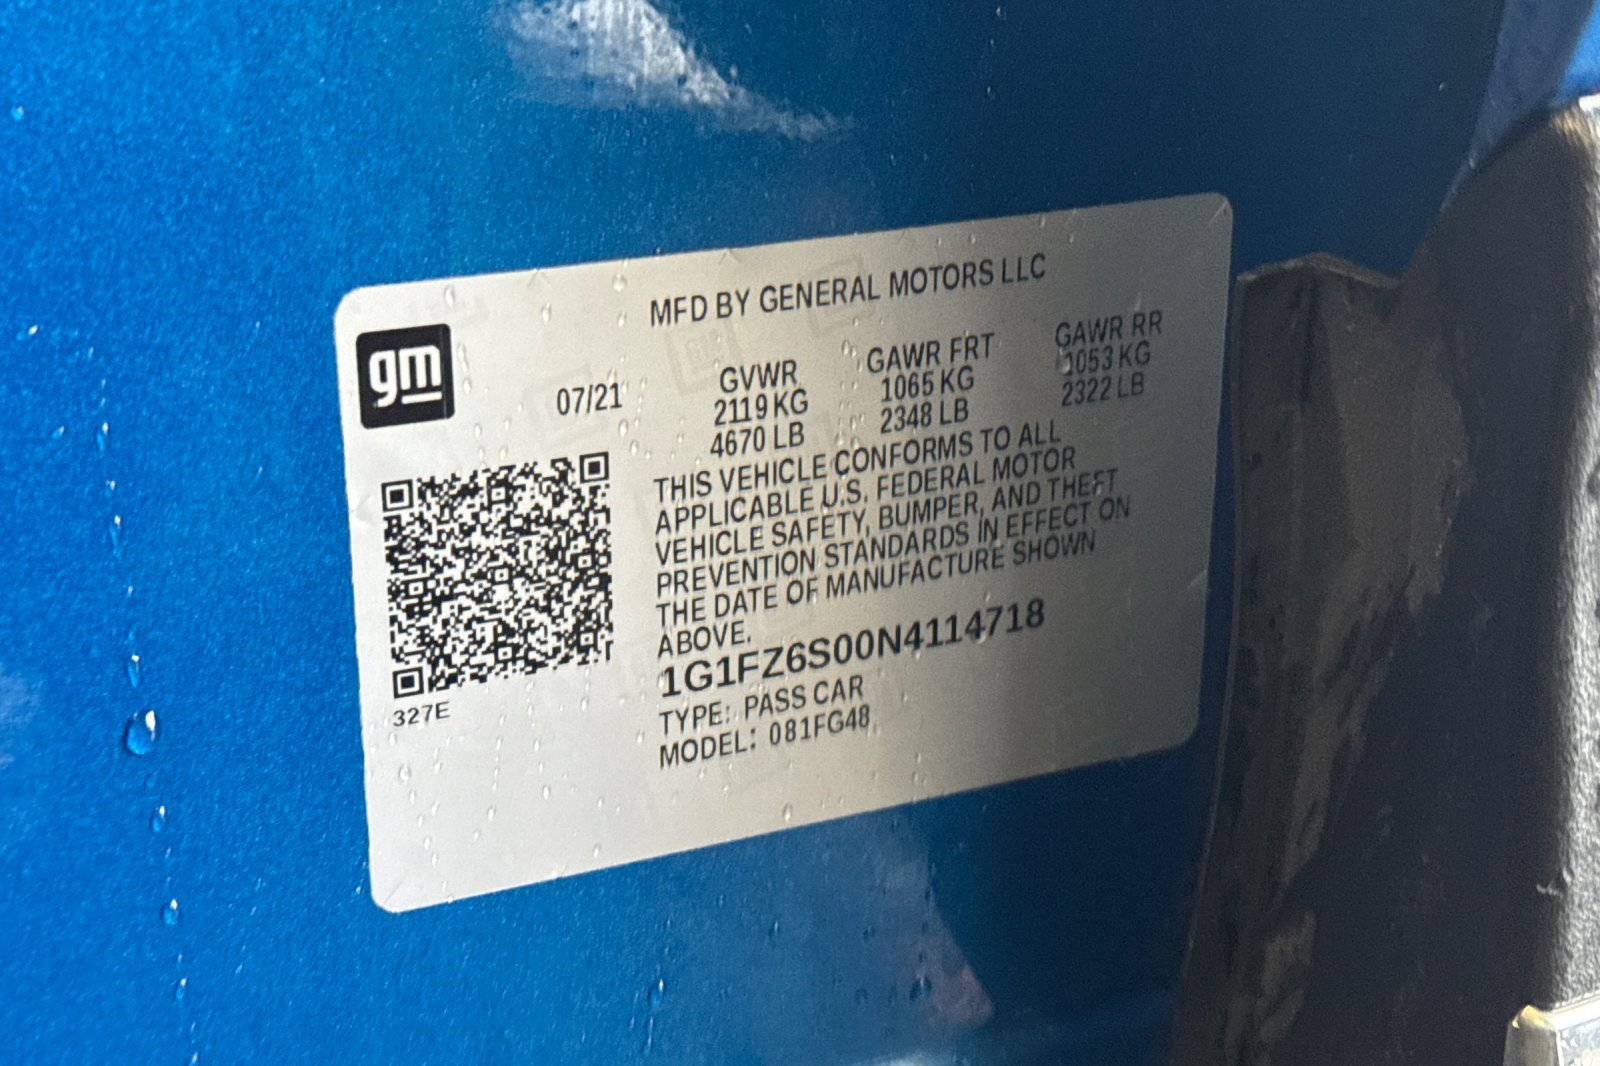 MFD BY GENERAL MOTORS LLC
gm
07/21
GVWR
2119 KG
4670 LB
GAWR FRT
1065 KG
2348 LB
GAWR RR
1053 KG
2322 LB
THIS VEHICLE CONFORMS TO ALL
APPLICABLE U.S. FEDERAL MOTOR
VEHICLE SAFETY, BUMPER, AND THEFT
PREVENTION STANDARDS IN EFFECT ON
THE DATE OF MANUFACTURE SHOWN
ABOVE.
1G1FZ6S00N4114718
TYPE: PASS CAR
MODEL: 081FG48
327E